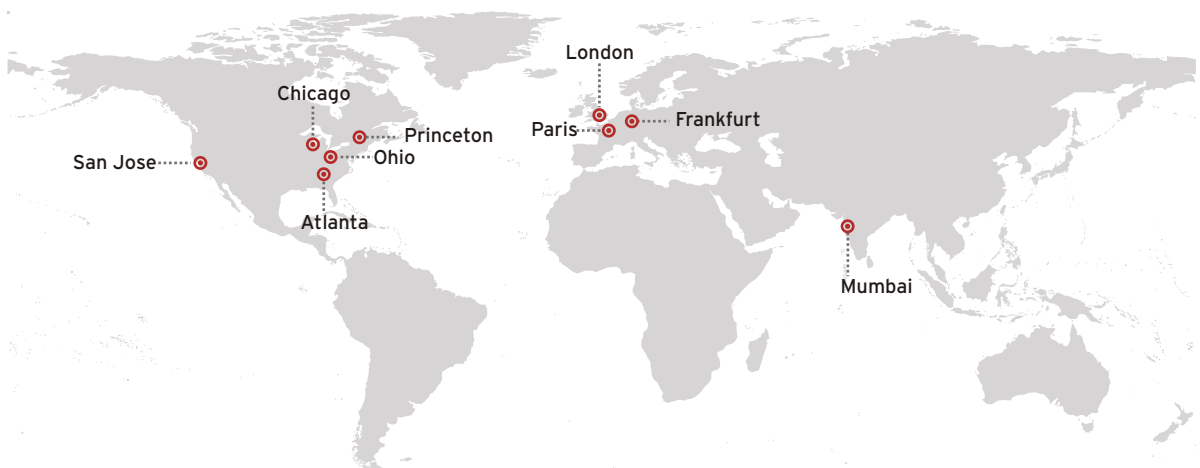 London
Chicago
Paris
Frankfurt
Princeton
San Jose
Ohio
Atlanta
Mumbai